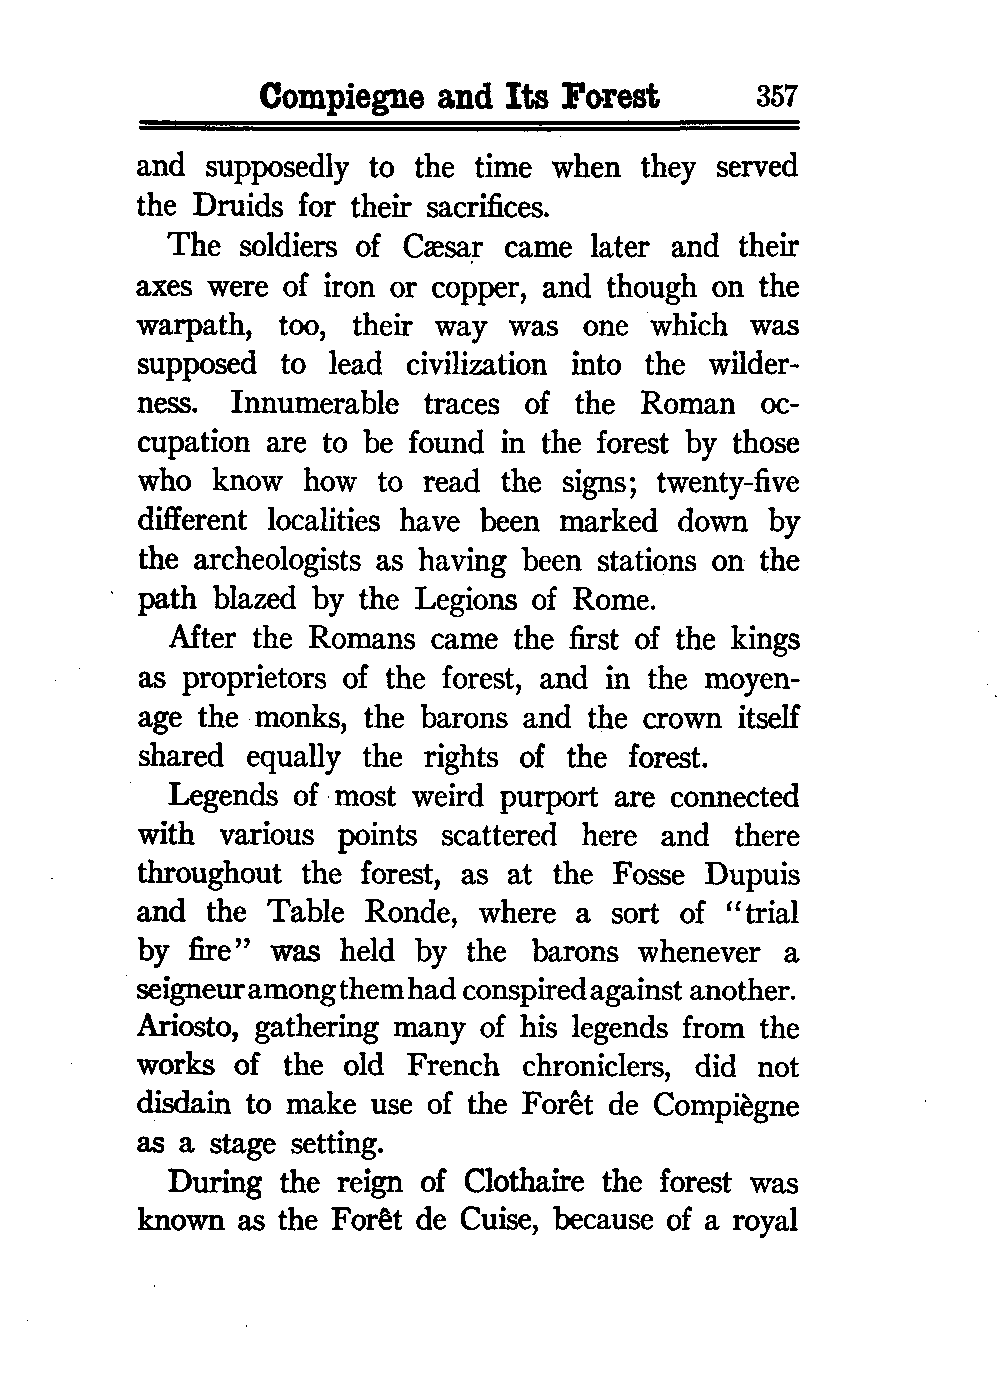 Compiegne and Its Forest 357
and supposedly to the time when they served
the Druids for their sacrifices.
The soldiers of Cæsar came later and their
axes were of iron or copper, and though on the
warpath, too, their way was one which was
supposed to lead civilization into the wilder-
ness. Innumerable traces of the Roman oc-
cupation are to be found in the forest by those
who know how to read the signs; twenty-five
different localities have been marked down by
the archeologists as having been stations on the
path blazed by the Legions of Rome.
After the Romans came the first of the kings
as proprietors of the forest, and in the moyen-
age the monks, the barons and the crown itself
shared equally the rights of the forest.
Legends of most weird purport are connected
with various points scattered here and there
throughout the forest, as at the Fosse Dupuis
and the Table Ronde, where a sort of “trial
by fire” was held by the barons whenever a
seigneur among them had conspired against another.
Ariosto, gathering many of his legends from the
works of the old French chroniclers, did not
disdain to make use of the Forêt de Compiègne
as a stage setting.
During the reign of Clothaire the forest was
known as the Forêt de Cuise, because of a royal